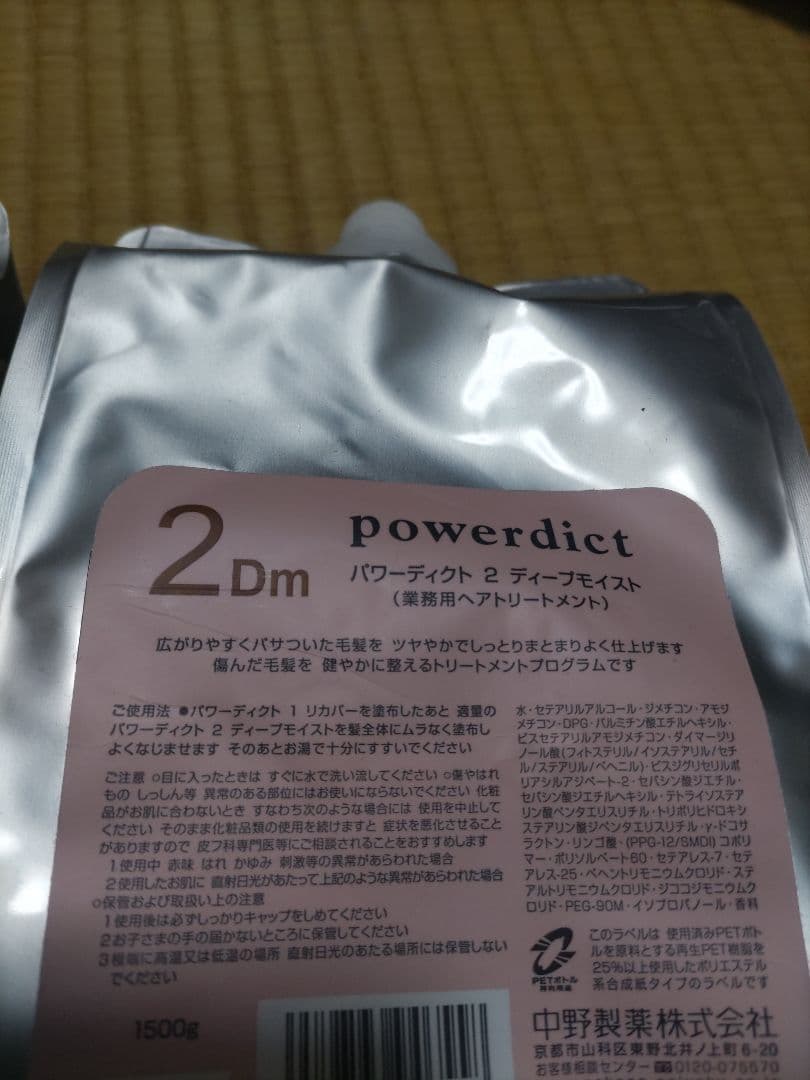 2Dm
powerdict
パワーディクト 2 ディープモイスト
(業務用ヘアトリートメント)
広がりやすくパサついた毛髪を ツヤやかでしっとりまとまりよく仕上げます
傷んだ毛髪を 健やかに整えるトリートメントプログラムです
ご使用法 ●パワーディクト 1 リカバーを塗布したあと 適量の
パワーディクト 2 ディープモイストを髪全体にムラなく塗布し
よくなじませます そのあとお湯で十分にすすいでください
ご注意 ○目に入ったときは すぐに水で洗い流してください ○傷やはれ
もの しっしん等 異常のある部位にはお使いにならないでください 化粧
品がお肌に合わないとき すなわち次のような場合には 使用を中止して
ください そのまま化粧品類の使用を続けますと 症状を悪化させること
がありますので 皮フ科専門医等にご相談されることをおすすめします
1使用中 赤味 はれ かゆみ 刺激等の異常があらわれた場合
2使用したお肌に 直射日光があたって上記のような異常があらわれた場合
○保管および取扱い上の注意
1使用後は必ずしっかりキャップをしめてください
2お子さまの手の届かないところに保管してください
3極端に高温又は低温の場所 直射日光のあたる場所には保管しない
でください
1500g
水・セテアリルアルコール・ジメチコン・アモジ
メチコン・DPG・パルミチン酸エチルヘキシル・
ビスセテアリルアモジメチコン・ダイマージリ
ノール酸(フィトステリル/イソステアリル/セチ
ル/ステアリル/ベヘニル)・ビスジグリセリルポ
リアシルアジペート-2・セバシン酸ジエチル・
セバシン酸ジエチルヘキシル・テトライソステア
リン酸ペンタエリスリチル・トリポリヒドロキシ
ステアリン酸ジペンタエリスリチル・γ-ドコサ
ラクトン・リンゴ酸・(PPG-12/SMDI)コポリ
マー・ポリソルベート60・セテアレス-7・セテ
アレス-25・ベヘントリモニウムクロリド・ステ
アルトリモニウムクロリド・ジココジモニウムク
ロリド・PEG-90M・イソプロパノール・香料
PETボトル
再利用品
このラベルは 使用済みPETボト
ルを原料とする再生PET樹脂を
25%以上使用したポリエステル
系合成紙タイプのラベルです
中野製薬株式会社
京都市山科区東野北井ノ上町6-20
お客様相談センター 0120-075570